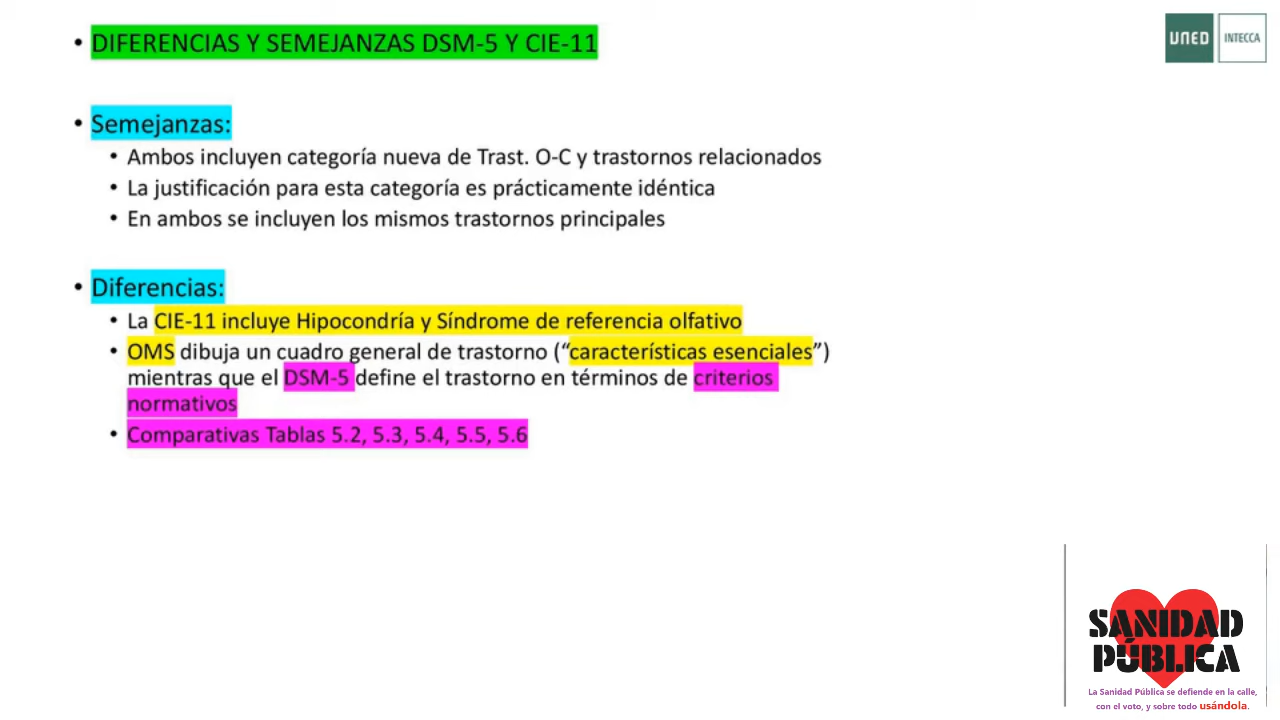 • DIFERENCIAS Y SEMEJANZAS DSM-5 Y CIE-11
UNED INTECCA
• Semejanzas:
• Ambos incluyen categoría nueva de Trast. O-C y trastornos relacionados
• La justificación para esta categoría es prácticamente idéntica
• En ambos se incluyen los mismos trastornos principales
• Diferencias:
• La CIE-11 incluye Hipocondría y Síndrome de referencia olfativo
• OMS dibuja un cuadro general de trastorno (“características esenciales”)
mientras que el DSM-5 define el trastorno en términos de criterios
normativos
• Comparativas Tablas 5.2, 5.3, 5.4, 5.5, 5.6
SANIDAD
PÚBLICA
La Sanidad Pública se defiende en la calle,
con el voto, y sobre todo usándola.